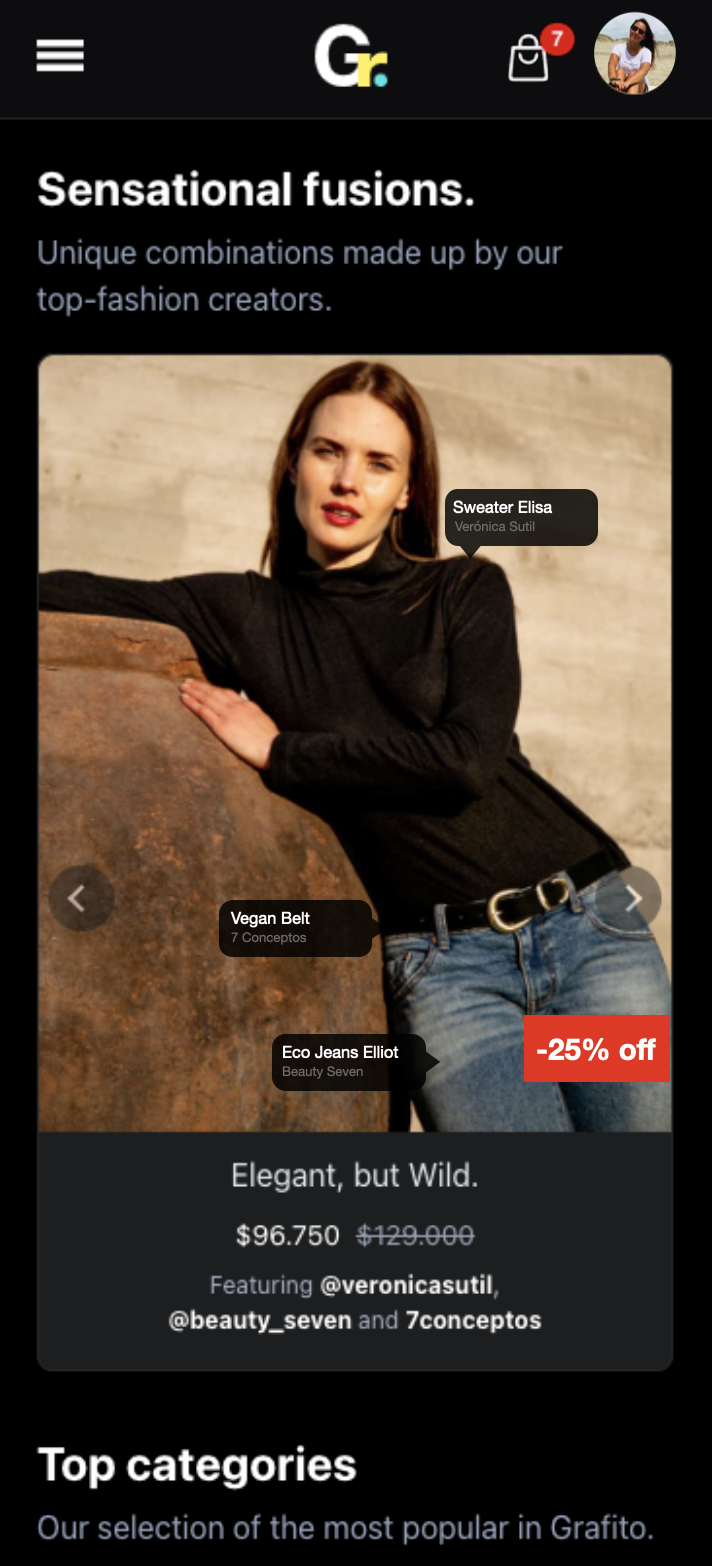 Gr.
7
Sensational fusions.
Unique combinations made up by our
top-fashion creators.
Sweater Elisa
Verónica Sutil
Vegan Belt
7 Conceptos
Eco Jeans Elliot
Beauty Seven
-25% off
Elegant, but Wild.
$96.750 $129.000
Featuring @veronicasutil,
@beauty_seven and 7conceptos
Top categories
Our selection of the most popular in Grafito.